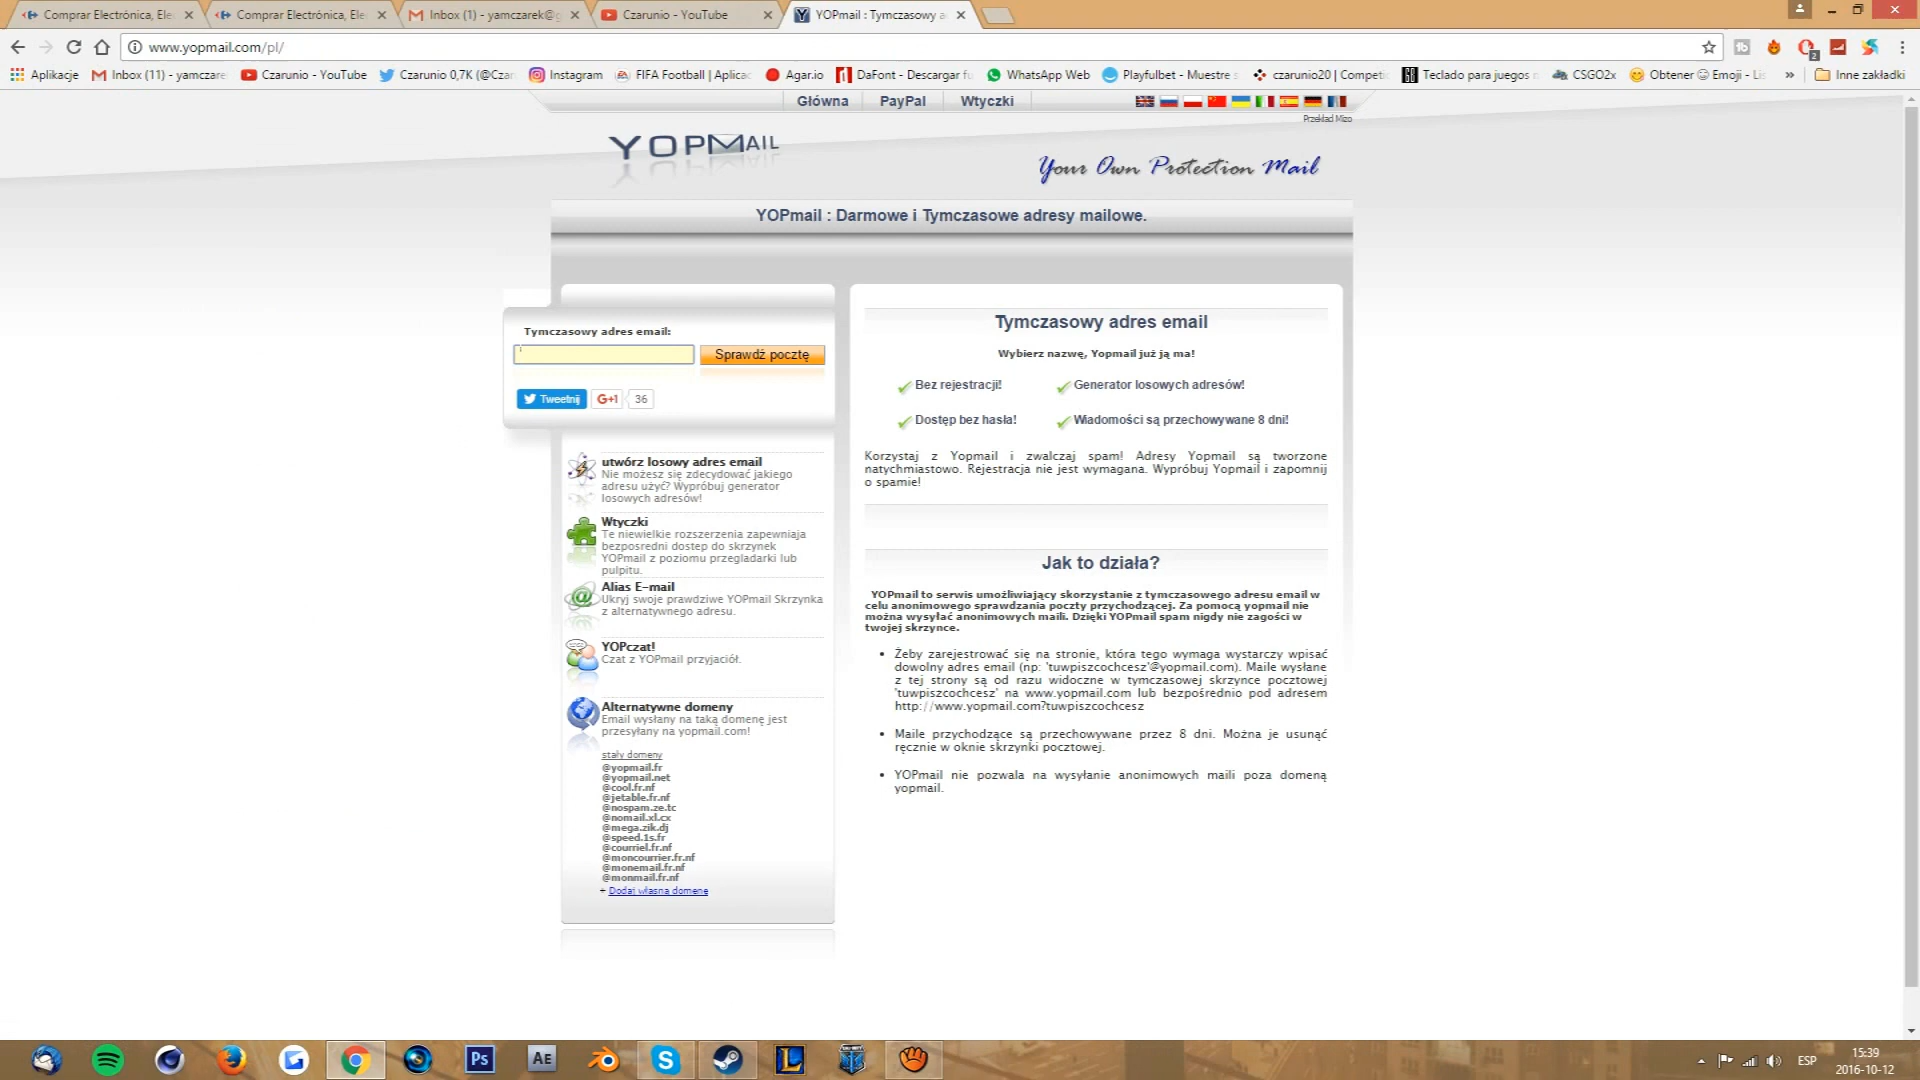 Comprar Electrónica, Ele
Comprar Electrónica, Ele
Inbox (1) - yamczarek@g
Czarunio - YouTube
YOPmail : Tymczasowy a
www.yopmail.com/pl/
2
Aplikacje
Inbox (11) - yamczare
Czarunio - YouTube
Czarunio 0,7K (@Czar
Instagram
FIFA Football | Aplica
Agar.io
DaFont - Descargar fu
WhatsApp Web
Playfulbet - Muestre s
czarunio20 | Competi
Teclado para juegos
CSGO2x
Obtener Emoji - Lis
»
Inne zakładki
Główna
PayPal
Wtyczki
Przekład Mizo
YOPMAIL
Your Own Protection Mail
YOPmail : Darmowe i Tymczasowe adresy mailowe.
Tymczasowy adres email:
Sprawdź pocztę
Tweetnij
G+1
36
utwórz losowy adres email
Nie możesz się zdecydować jakiego
adresu użyć? Wypróbuj generator
losowych adresów!
Wtyczki
Te niewielkie rozszerzenia zapewniaja
bezposredni dostep do skrzynek
YOPmail z poziomu przegladarki lub
pulpitu.
Alias E-mail
Ukryj swoje prawdziwe YOPmail Skrzynka
z alternatywnego adresu.
YOPczat!
Czat z YOPmail przyjaciół.
Alternatywne domeny
Email wysłany na taką domenę jest
przesyłany na yopmail.com!
stały domeny
@yopmail.fr
@yopmail.net
@cool.fr.nf
@jetable.fr.nf
@nospam.ze.tc
@nomail.xl.cx
@mega.zik.dj
@speed.1s.fr
@courriel.fr.nf
@moncourrier.fr.nf
@monemail.fr.nf
@monmail.fr.nf
+ Dodaj własną domenę
Tymczasowy adres email
Wybierz nazwę, Yopmail już ją ma!
Bez rejestracji!
Generator losowych adresów!
Dostęp bez hasła!
Wiadomości są przechowywane 8 dni!
Korzystaj z Yopmail i zwalczaj spam! Adresy Yopmail są tworzone
natychmiastowo. Rejestracja nie jest wymagana. Wypróbuj Yopmail i zapomnij
o spamie!
Jak to działa?
YOPmail to serwis umożliwiający skorzystanie z tymczasowego adresu email w
celu anonimowego sprawdzania poczty przychodzącej. Za pomocą yopmail nie
można wysyłać anonimowych maili. Dzięki YOPmail spam nigdy nie zagości w
twojej skrzynce.
• Żeby zarejestrować się na stronie, która tego wymaga wystarczy wpisać
dowolny adres email (np: 'tuwpiszcochcesz'@yopmail.com). Maile wysłane
z tej strony są od razu widoczne w tymczasowej skrzynce pocztowej
'tuwpiszcochcesz' na www.yopmail.com lub bezpośrednio pod adresem
http://www.yopmail.com?tuwpiszcochcesz
• Maile przychodzące są przechowywane przez 8 dni. Można je usunąć
ręcznie w oknie skrzynki pocztowej.
• YOPmail nie pozwala na wysyłanie anonimowych maili poza domeną
yopmail.
Ps
AE
ESP
15:39
2016-10-12